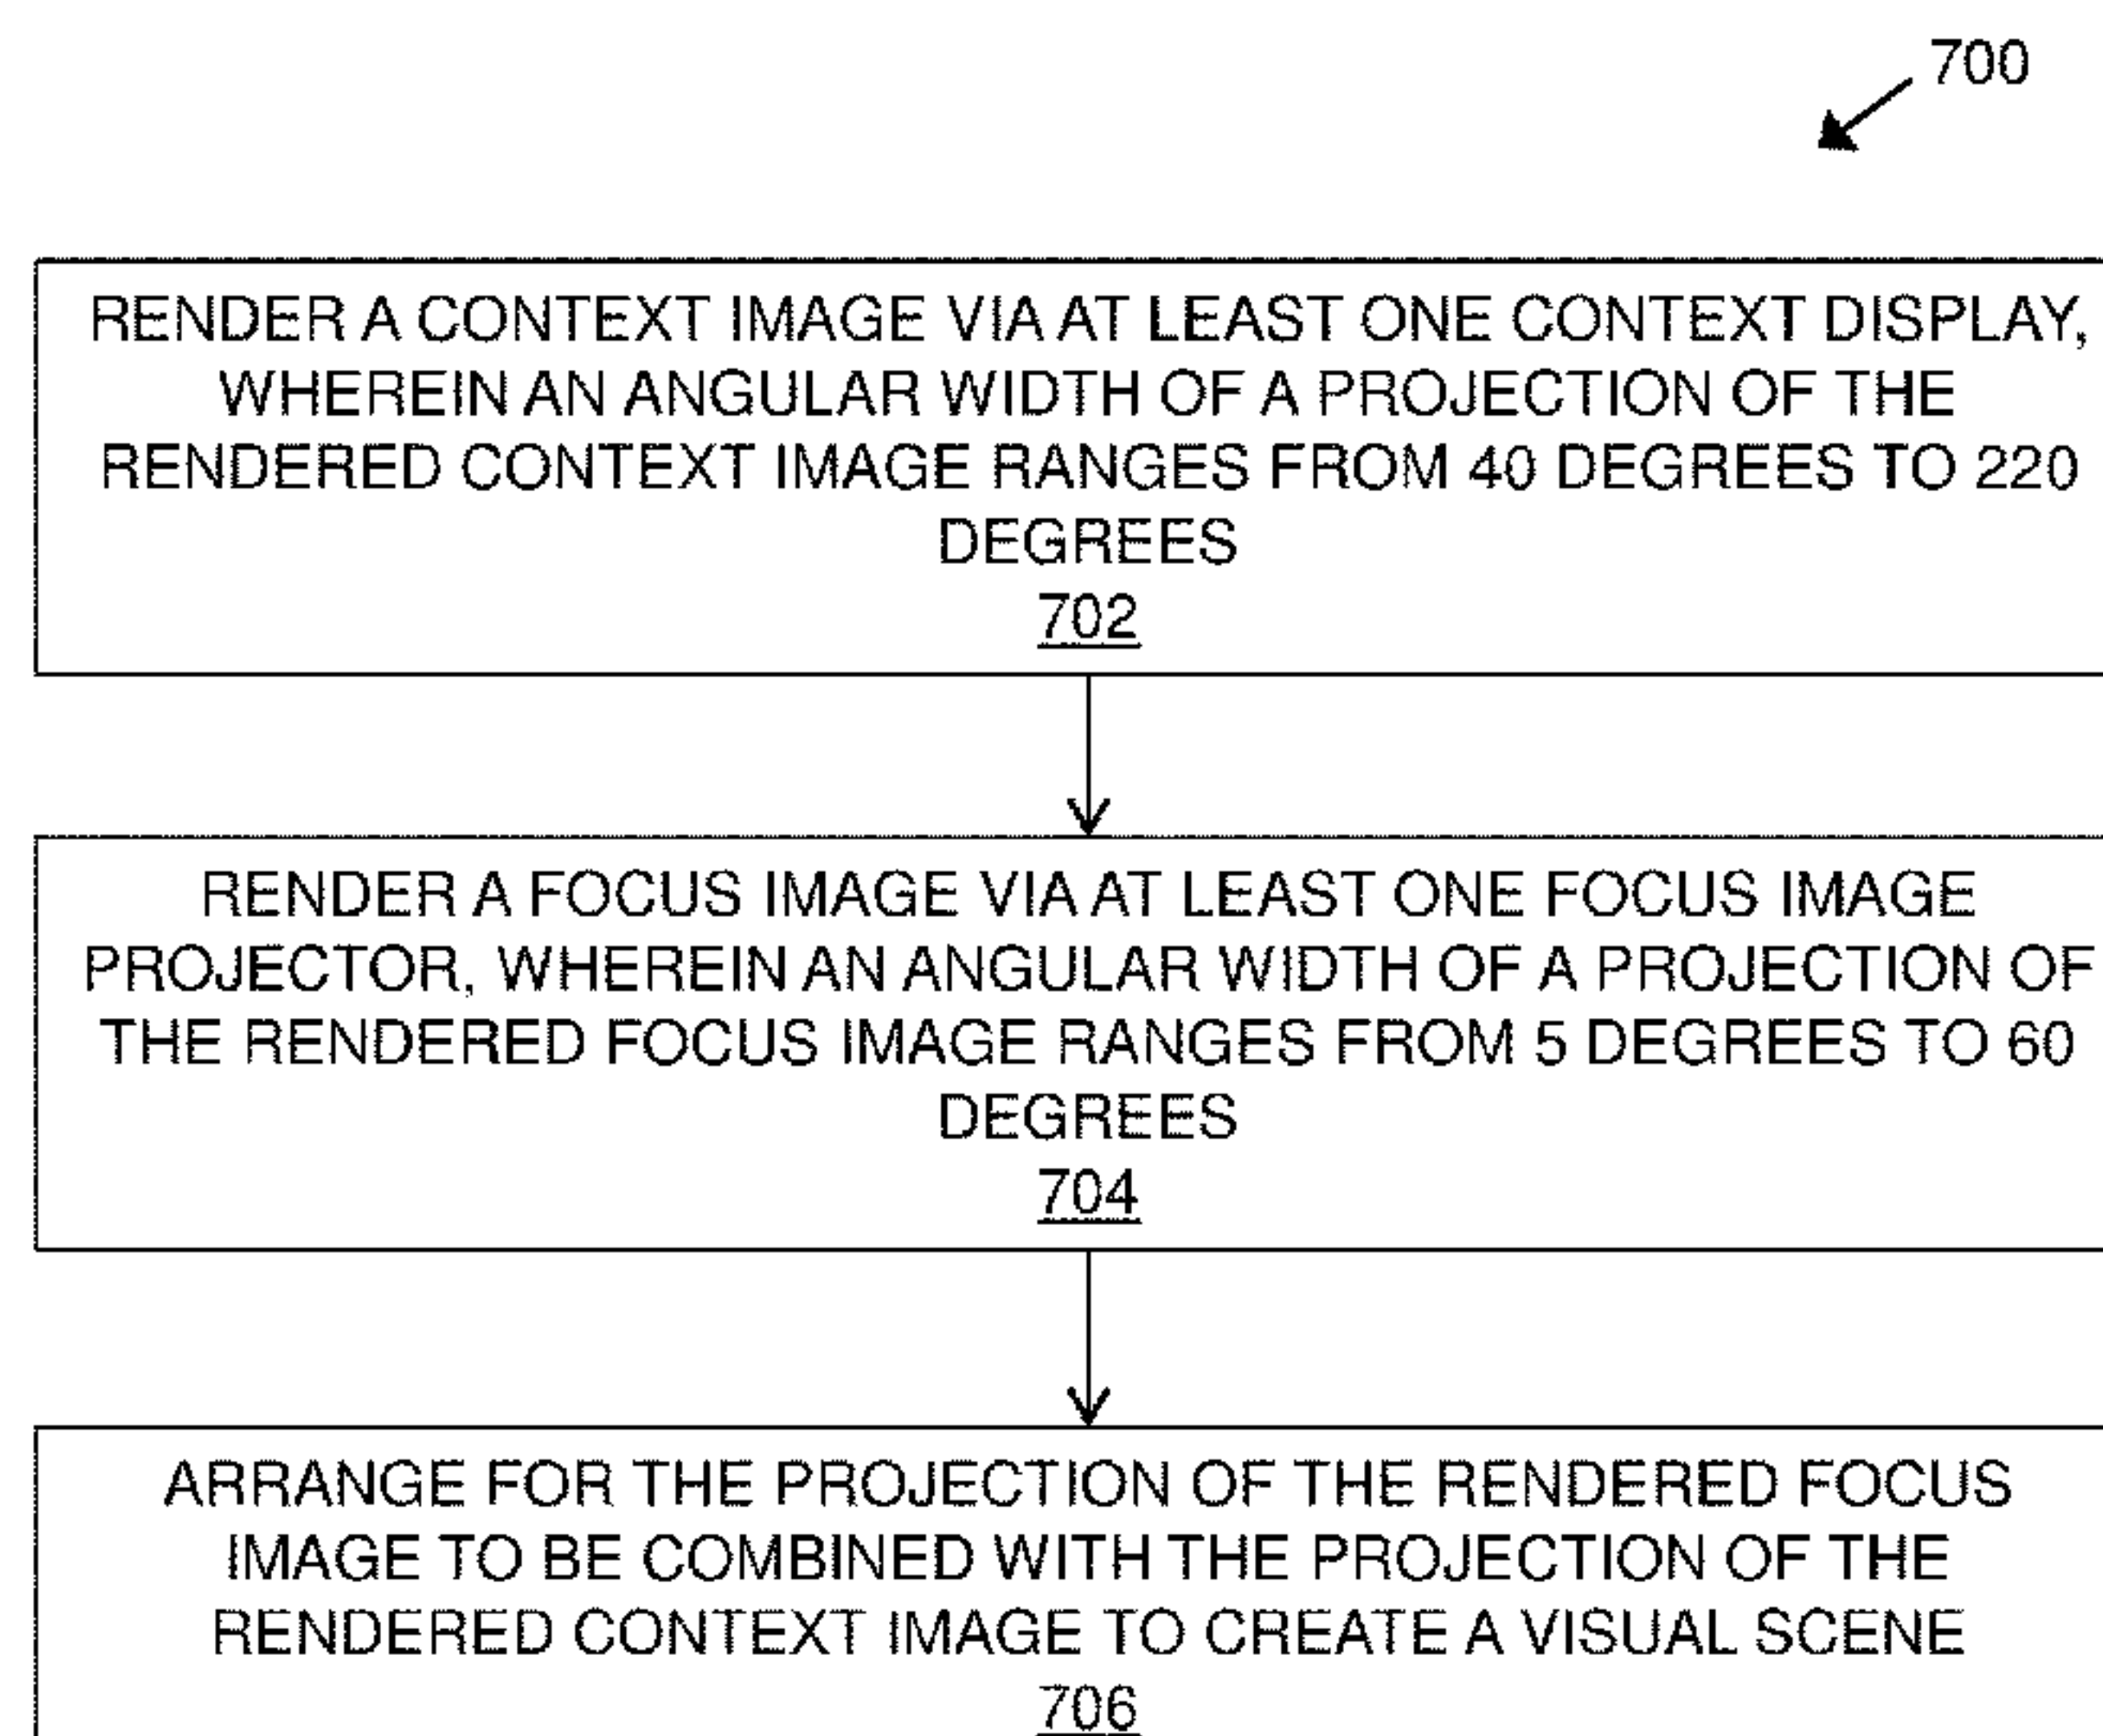 700
RENDER A CONTEXT IMAGE VIA AT LEAST ONE CONTEXT DISPLAY,
WHEREIN AN ANGULAR WIDTH OF A PROJECTION OF THE
RENDERED CONTEXT IMAGE RANGES FROM 40 DEGREES TO 220
DEGREES
702
RENDER A FOCUS IMAGE VIA AT LEAST ONE FOCUS IMAGE
PROJECTOR, WHEREIN AN ANGULAR WIDTH OF A PROJECTION OF
THE RENDERED FOCUS IMAGE RANGES FROM 5 DEGREES TO 60
DEGREES
704
ARRANGE FOR THE PROJECTION OF THE RENDERED FOCUS
IMAGE TO BE COMBINED WITH THE PROJECTION OF THE
RENDERED CONTEXT IMAGE TO CREATE A VISUAL SCENE
706